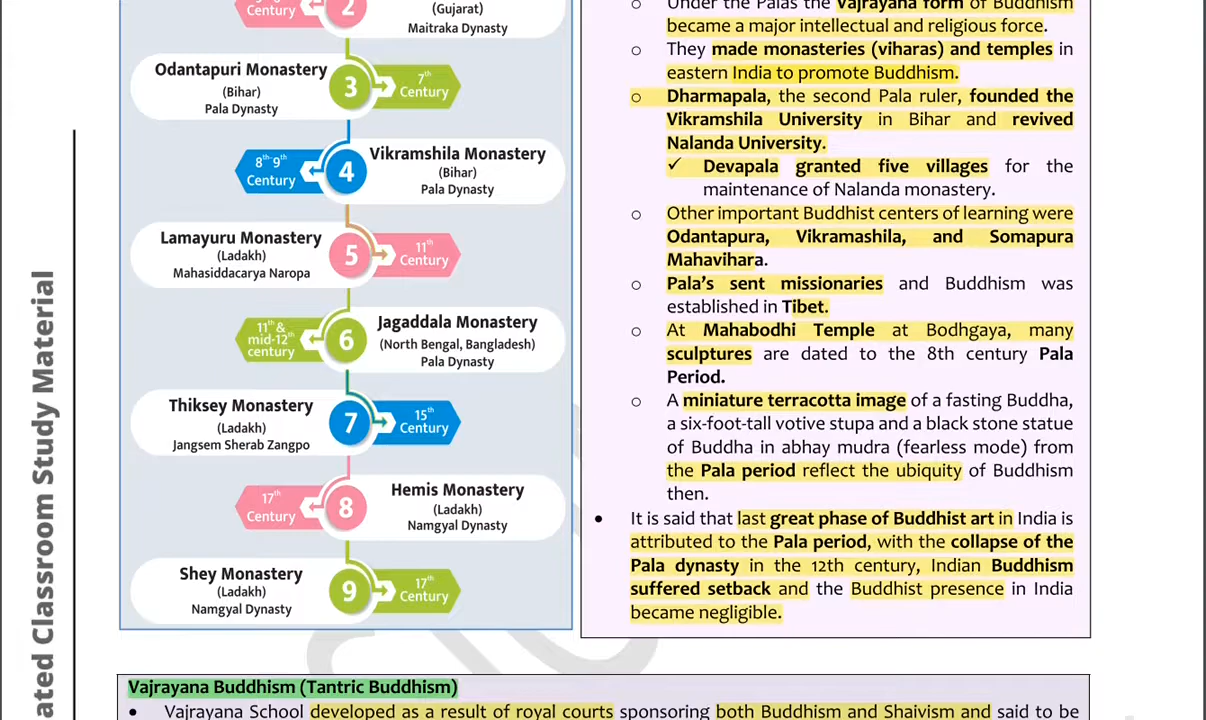 Century
2
(Gujarat)
Maitraka Dynasty
Odantapuri Monastery
(Bihar)
Pala Dynasty
3
7th
Century
8th-9th
Century
4
Vikramshila Monastery
(Bihar)
Pala Dynasty
Lamayuru Monastery
(Ladakh)
Mahasiddacarya Naropa
5
11th
Century
11th &
mid-12th
century
6
Jagaddala Monastery
(North Bengal, Bangladesh)
Pala Dynasty
Thiksey Monastery
(Ladakh)
Jangsem Sherab Zangpo
7
15th
Century
17th
Century
8
Hemis Monastery
(Ladakh)
Namgyal Dynasty
Shey Monastery
(Ladakh)
Namgyal Dynasty
9
17th
Century
o Under the Palas the Vajrayana form of Buddhism
became a major intellectual and religious force.
o They made monasteries (viharas) and temples in
eastern India to promote Buddhism.
o Dharmapala, the second Pala ruler, founded the
Vikramshila University in Bihar and revived
Nalanda University.
✓ Devapala granted five villages for the
maintenance of Nalanda monastery.
o Other important Buddhist centers of learning were
Odantapura, Vikramashila, and Somapura
Mahavihara.
o Pala's sent missionaries and Buddhism was
established in Tibet.
o At Mahabodhi Temple at Bodhgaya, many
sculptures are dated to the 8th century Pala
Period.
o A miniature terracotta image of a fasting Buddha,
a six-foot-tall votive stupa and a black stone statue
of Buddha in abhay mudra (fearless mode) from
the Pala period reflect the ubiquity of Buddhism
then.
• It is said that last great phase of Buddhist art in India is
attributed to the Pala period, with the collapse of the
Pala dynasty in the 12th century, Indian Buddhism
suffered setback and the Buddhist presence in India
became negligible.
ated Classroom Study Material
Vajrayana Buddhism (Tantric Buddhism)
• Vajrayana School developed as a result of royal courts sponsoring both Buddhism and Shaivism and said to be